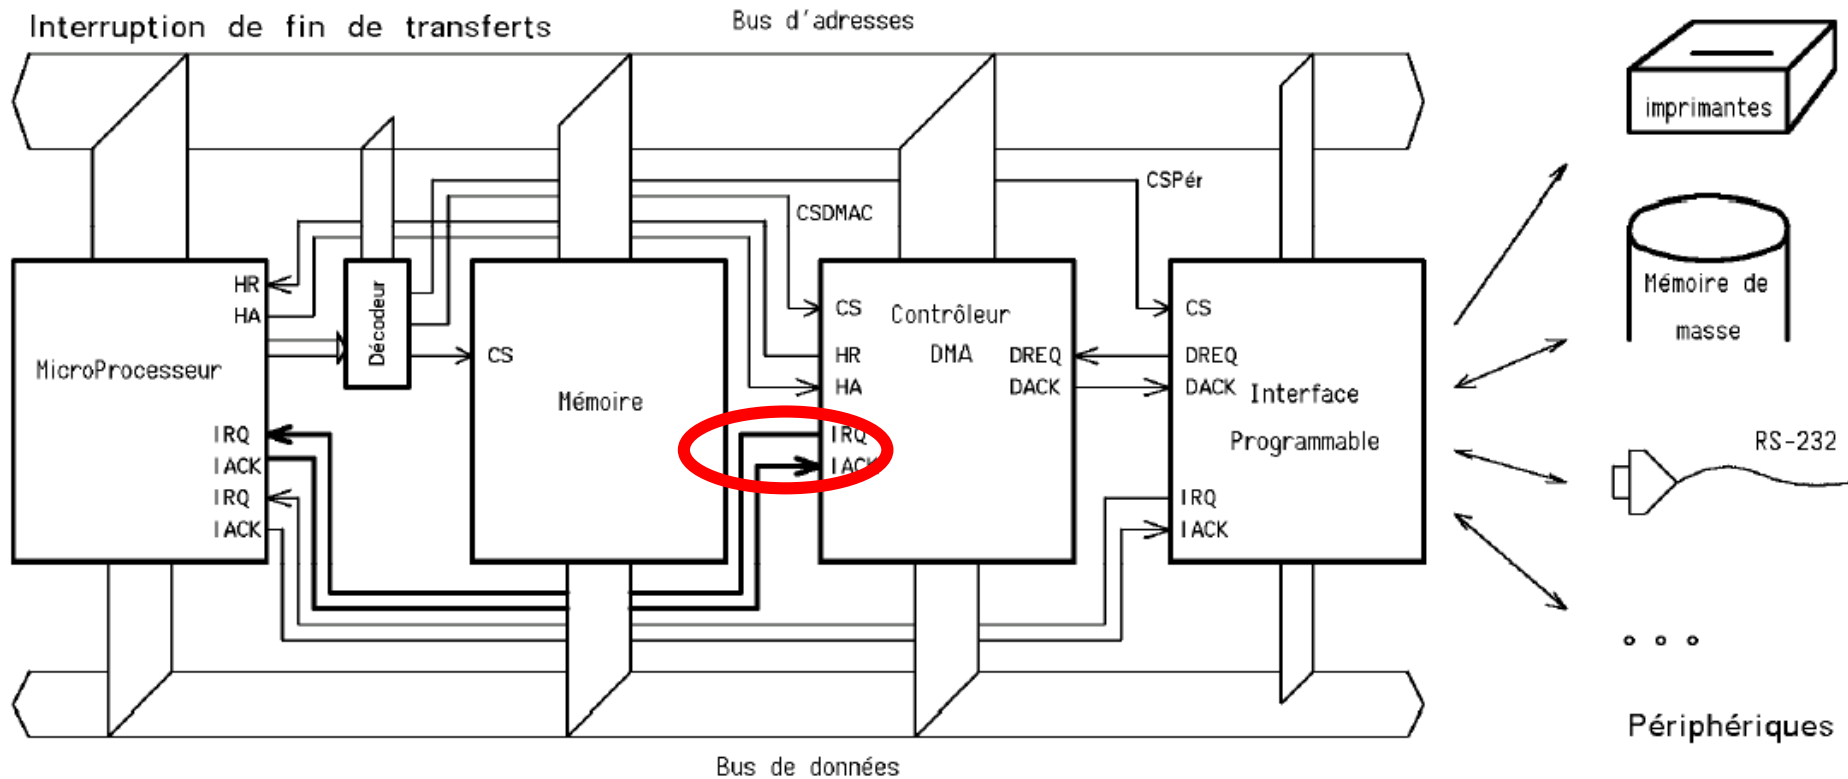 Interruption de fin de transferts
Bus d'adresses
imprimantes
CSPér
CSDMAC
HR
HA
MicroProcesseur
IRQ
IACK
IRQ
IACK
Décodeur
CS
Mémoire
CS
Contrôleur
DMA
HR
HA
DREQ
DACK
IRQ
IACK
CS
DREQ
DACK
Interface
Programmable
IRQ
IACK
Mémoire de
masse
RS-232
Périphériques
Bus de données